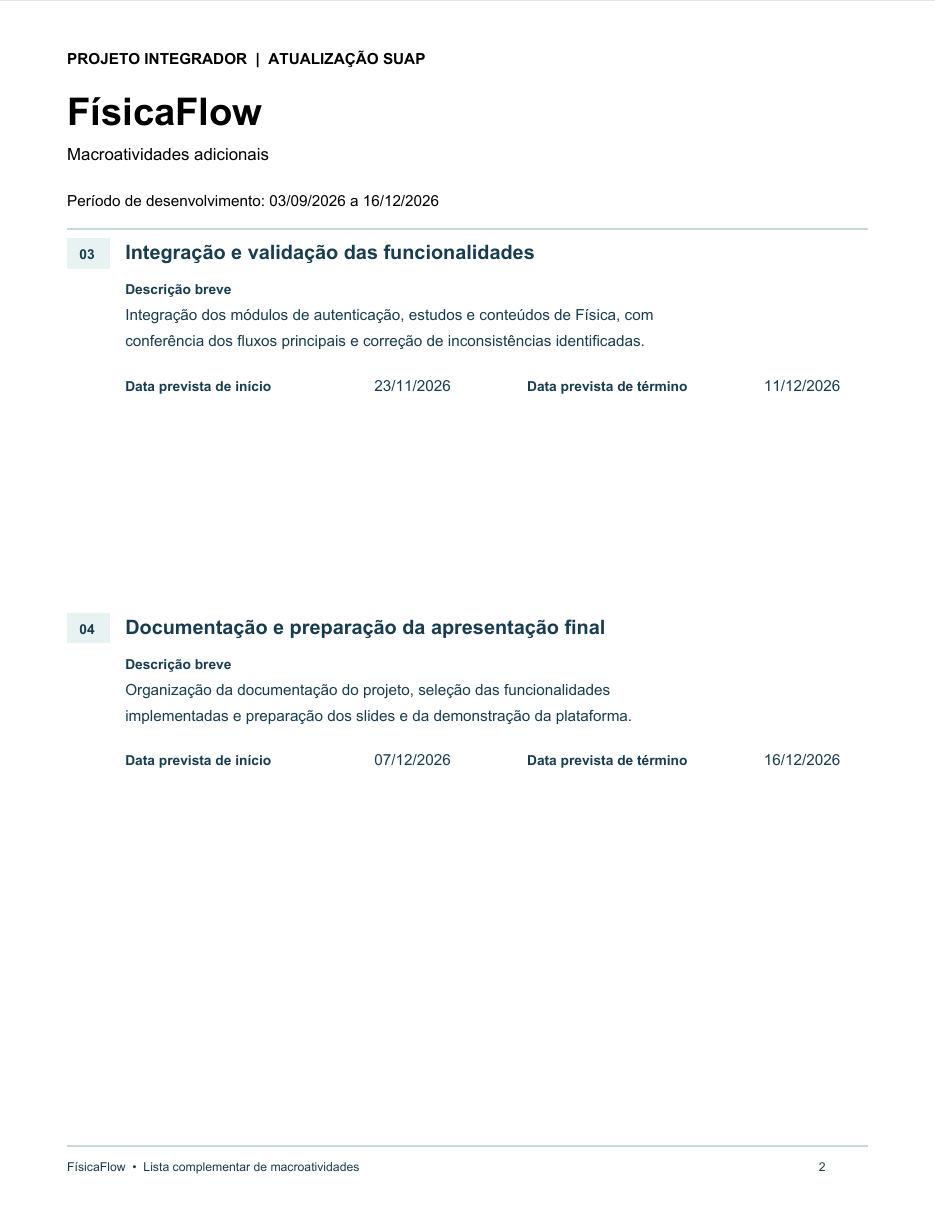 PROJETO INTEGRADOR | ATUALIZAÇÃO SUAP
FísicaFlow
Macroatividades adicionais
Período de desenvolvimento: 03/09/2026 a 16/12/2026
03 Integração e validação das funcionalidades
Descrição breve
Integração dos módulos de autenticação, estudos e conteúdos de Física, com
conferência dos fluxos principais e correção de inconsistências identificadas.
Data prevista de início 23/11/2026 Data prevista de término 11/12/2026
04 Documentação e preparação da apresentação final
Descrição breve
Organização da documentação do projeto, seleção das funcionalidades
implementadas e preparação dos slides e da demonstração da plataforma.
Data prevista de início 07/12/2026 Data prevista de término 16/12/2026
FísicaFlow • Lista complementar de macroatividades 2